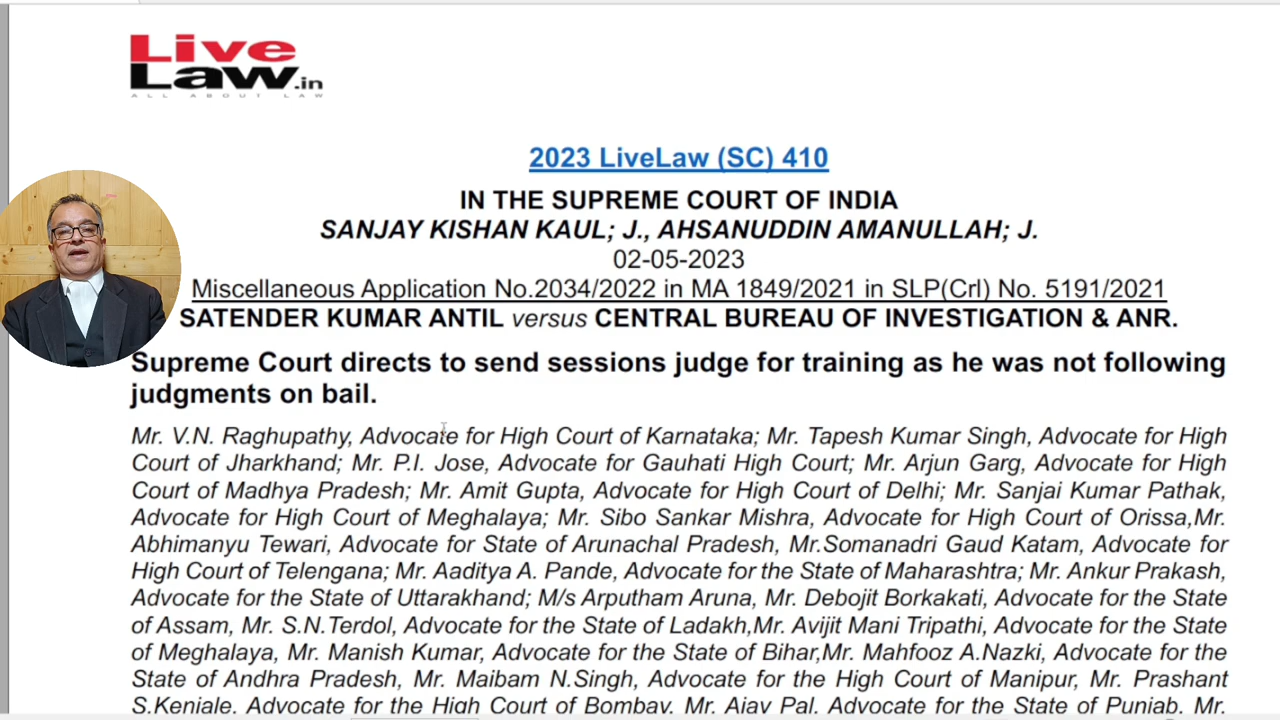 Live
Law.in
ALL ABOUT LAW
2023 LiveLaw (SC) 410
IN THE SUPREME COURT OF INDIA
SANJAY KISHAN KAUL; J., AHSANUDDIN AMANULLAH; J.
02-05-2023
Miscellaneous Application No.2034/2022 in MA 1849/2021 in SLP(Crl) No. 5191/2021
SATENDER KUMAR ANTIL versus CENTRAL BUREAU OF INVESTIGATION & ANR.
Supreme Court directs to send sessions judge for training as he was not following
judgments on bail.
Mr. V.N. Raghupathy, Advocate for High Court of Karnataka; Mr. Tapesh Kumar Singh, Advocate for High
Court of Jharkhand; Mr. P.I. Jose, Advocate for Gauhati High Court; Mr. Arjun Garg, Advocate for High
Court of Madhya Pradesh; Mr. Amit Gupta, Advocate for High Court of Delhi; Mr. Sanjai Kumar Pathak,
Advocate for High Court of Meghalaya; Mr. Sibo Sankar Mishra, Advocate for High Court of Orissa,Mr.
Abhimanyu Tewari, Advocate for State of Arunachal Pradesh, Mr.Somanadri Gaud Katam, Advocate for
High Court of Telengana; Mr. Aaditya A. Pande, Advocate for the State of Maharashtra; Mr. Ankur Prakash,
Advocate for the State of Uttarakhand; M/s Arputham Aruna, Mr. Debojit Borkakati, Advocate for the State
of Assam, Mr. S.N.Terdol, Advocate for the State of Ladakh,Mr. Avijit Mani Tripathi, Advocate for the State
of Meghalaya, Mr. Manish Kumar, Advocate for the State of Bihar,Mr. Mahfooz A.Nazki, Advocate for the
State of Andhra Pradesh, Mr. Maibam N.Singh, Advocate for the High Court of Manipur, Mr. Prashant
S.Kenjale, Advocate for the High Court of Bombay, Mr. Ajay Pal, Advocate for the State of Punjab, Mr.